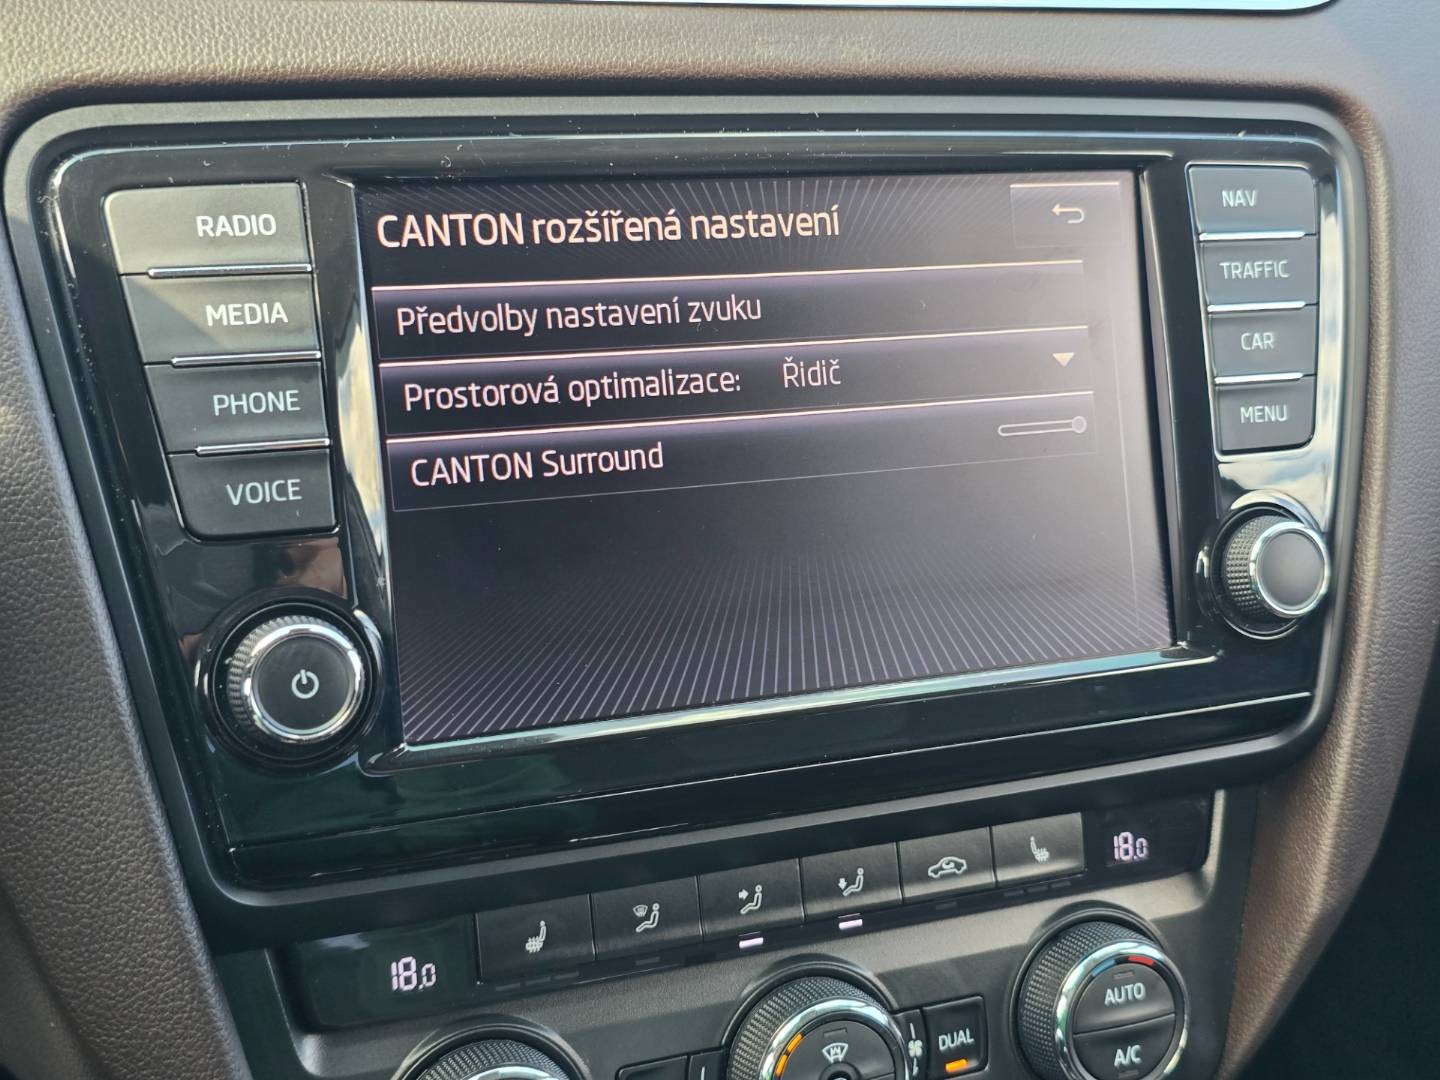 CANTON rozšířená nastavení
Předvolby nastavení zvuku
Prostorová optimalizace: Řidič
CANTON Surround
RADIO
MEDIA
PHONE
VOICE
NAV
TRAFFIC
CAR
MENU
18.0
18.0
DUAL
AUTO
A/C